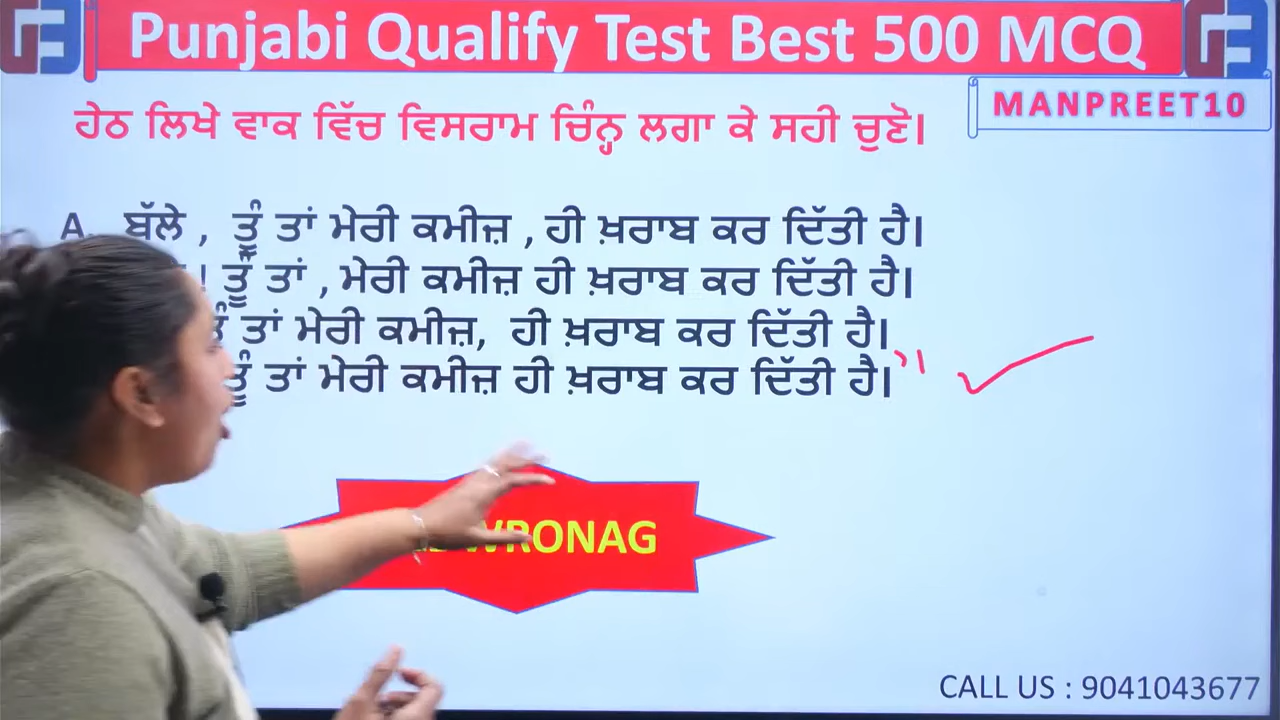 Punjabi Qualify Test Best 500 MCQ
MANPREET10
ਹੇਠ ਲਿਖੇ ਵਾਕ ਵਿੱਚ ਵਿਸਰਾਮ ਚਿੰਨ੍ਹ ਲਗਾ ਕੇ ਸਹੀ ਚੁਣੋ।
A. ਬੱਲੇ , ਤੂੰ ਤਾਂ ਮੇਰੀ ਕਮੀਜ਼ , ਹੀ ਖ਼ਰਾਬ ਕਰ ਦਿੱਤੀ ਹੈ।
! ਤੂੰ ਤਾਂ , ਮੇਰੀ ਕਮੀਜ਼ ਹੀ ਖ਼ਰਾਬ ਕਰ ਦਿੱਤੀ ਹੈ।
ਤਾਂ ਮੇਰੀ ਕਮੀਜ਼, ਹੀ ਖ਼ਰਾਬ ਕਰ ਦਿੱਤੀ ਹੈ।
ਤੂੰ ਤਾਂ ਮੇਰੀ ਕਮੀਜ਼ ਹੀ ਖ਼ਰਾਬ ਕਰ ਦਿੱਤੀ ਹੈ।
WRONAG
CALL US : 9041043677